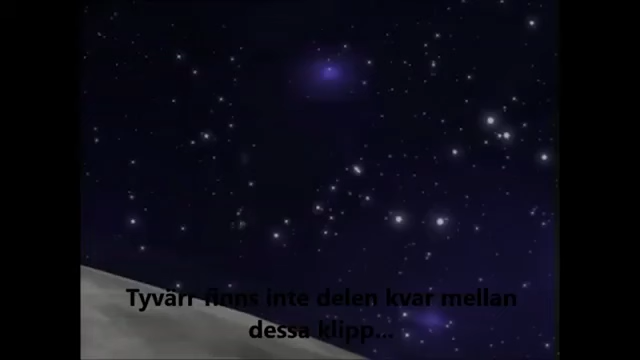 Tyvärr finns inte delen kvar mellan
dessa klipp...